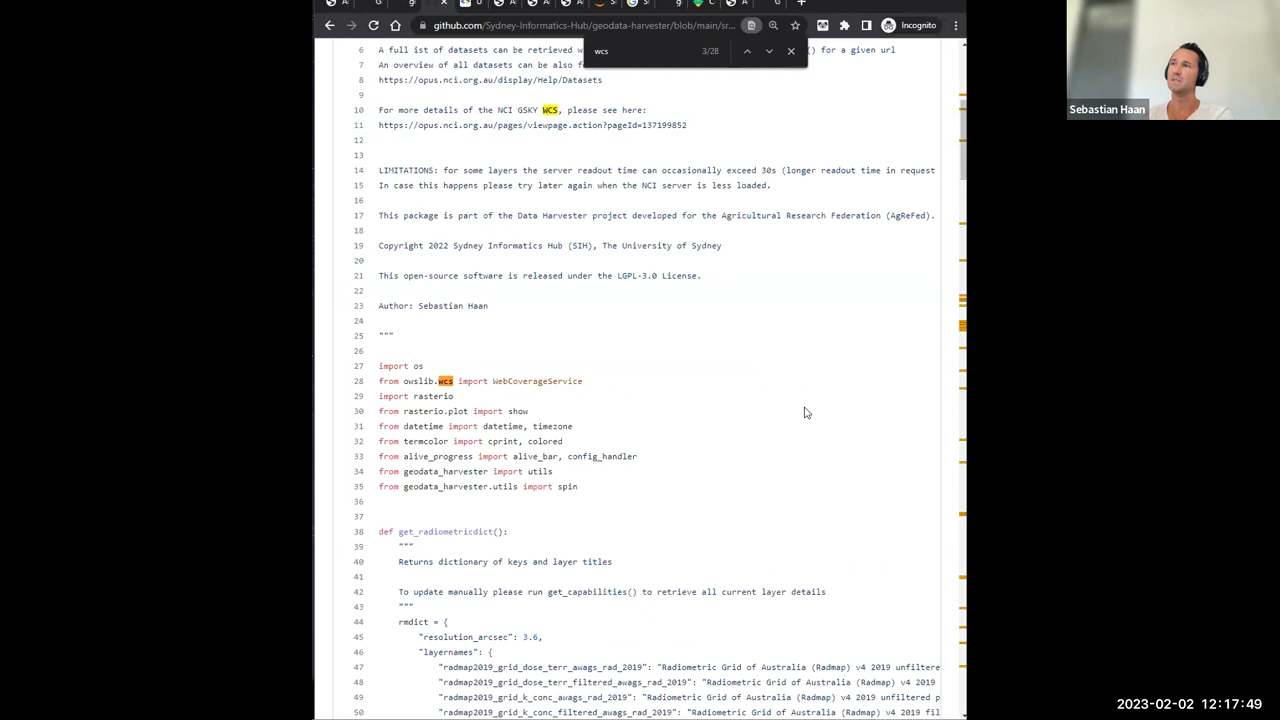 github.com/Sydney-Informatics-Hub/geodata-harvester/blob/main/sr...
Incognito
wcs
3/28
6 A full ist of datasets can be retrieved w () for a given url
7 An overview of all datasets can be also f
8 https://opus.nci.org.au/display/Help/Datasets
9
10 For more details of the NCI GSKY WCS, please see here:
11 https://opus.nci.org.au/pages/viewpage.action?pageId=137199852
12
13
14 LIMITATIONS: for some layers the server readout time can occasionally exceed 30s (longer readout time in request
15 In case this happens please try later again when the NCI server is less loaded.
16
17 This package is part of the Data Harvester project developed for the Agricultural Research Federation (AgReFed).
18
19 Copyright 2022 Sydney Informatics Hub (SIH), The University of Sydney
20
21 This open-source software is released under the LGPL-3.0 License.
22
23 Author: Sebastian Haan
24
25 """
26
27 import os
28 from owslib.wcs import WebCoverageService
29 import rasterio
30 from rasterio.plot import show
31 from datetime import datetime, timezone
32 from termcolor import cprint, colored
33 from alive_progress import alive_bar, config_handler
34 from geodata_harvester import utils
35 from geodata_harvester.utils import spin
36
37
38 def get_radiometricdict():
39 """
40 Returns dictionary of keys and layer titles
41
42 To update manually please run get_capabilities() to retrieve all current layer details
43 """
44 rmdict = {
45 "resolution_arcsec": 3.6,
46 "layernames": {
47 "radmap2019_grid_dose_terr_awags_rad_2019": "Radiometric Grid of Australia (Radmap) v4 2019 unfiltere
48 "radmap2019_grid_dose_terr_filtered_awags_rad_2019": "Radiometric Grid of Australia (Radmap) v4 2019
49 "radmap2019_grid_k_conc_awags_rad_2019": "Radiometric Grid of Australia (Radmap) v4 2019 unfiltered p
50 "radmap2019_grid_k_conc_filtered_awags_rad_2019": "Radiometric Grid of Australia (Radmap) v4 2019 fil
Sebastian Haan
2023-02-02 12:17:49